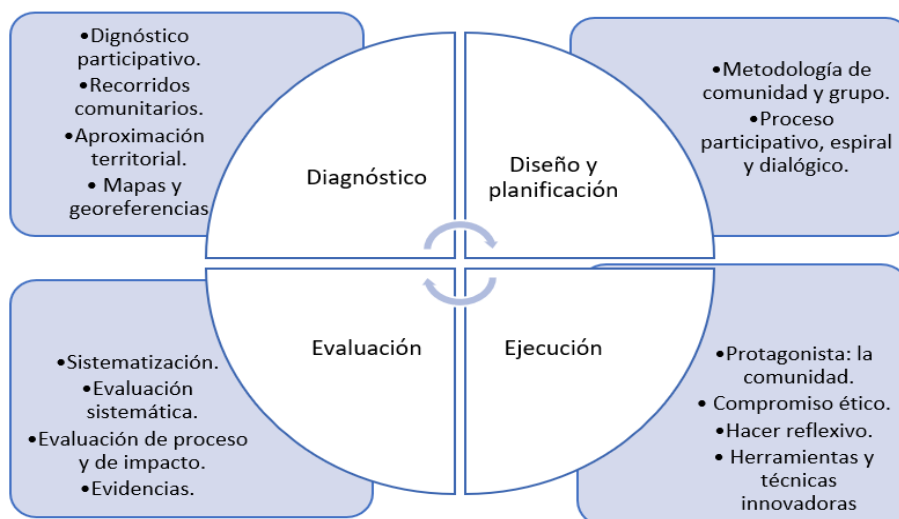 •Dignóstico
participativo.
•Recorridos
comunitarios.
•Aproximación
territorial.
• Mapas y
georeferencias
Diagnóstico
Diseño y
planificación
•Metodología de
comunidad y grupo.
•Proceso
participativo, espiral
y dialógico.
Evaluación
Ejecución
•Sistematización.
•Evaluación
sistemática.
•Evaluación de proceso
y de impacto.
•Evidencias.
•Protagonista: la
comunidad.
• Compromiso ético.
•Hacer reflexivo.
• Herramientas y
técnicas
innovadoras